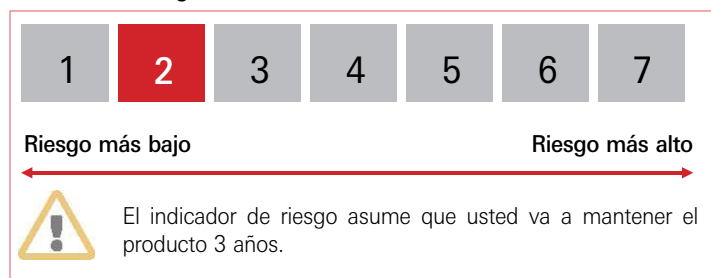 1 2 3 4 5 6 7
Riesgo más bajo Riesgo más alto
El indicador de riesgo asume que usted va a mantener el
producto 3 años.